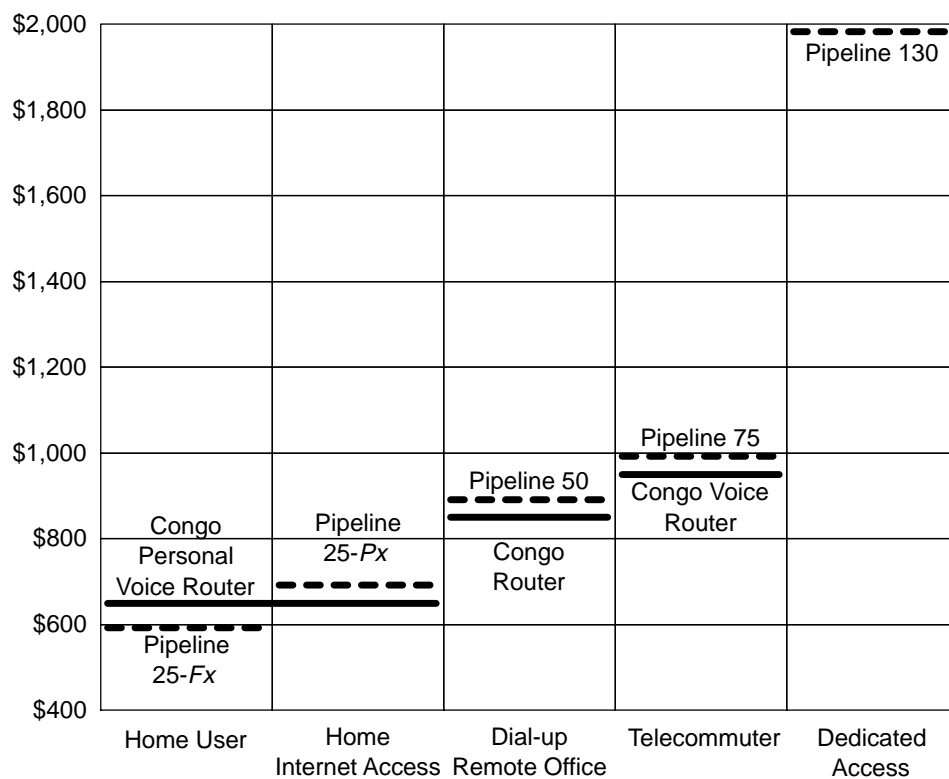 $2,000
$1,800
$1,600
$1,400
$1,200
$1,000
$800
$600
$400
Pipeline 130
Pipeline 75
Congo Voice
Router
Pipeline 50
Congo
Router
Pipeline
25-Px
Congo
Personal
Voice Router
Pipeline
25-Fx
Home User
Home
Internet Access
Dial-up
Remote Office
Telecommuter
Dedicated
Access